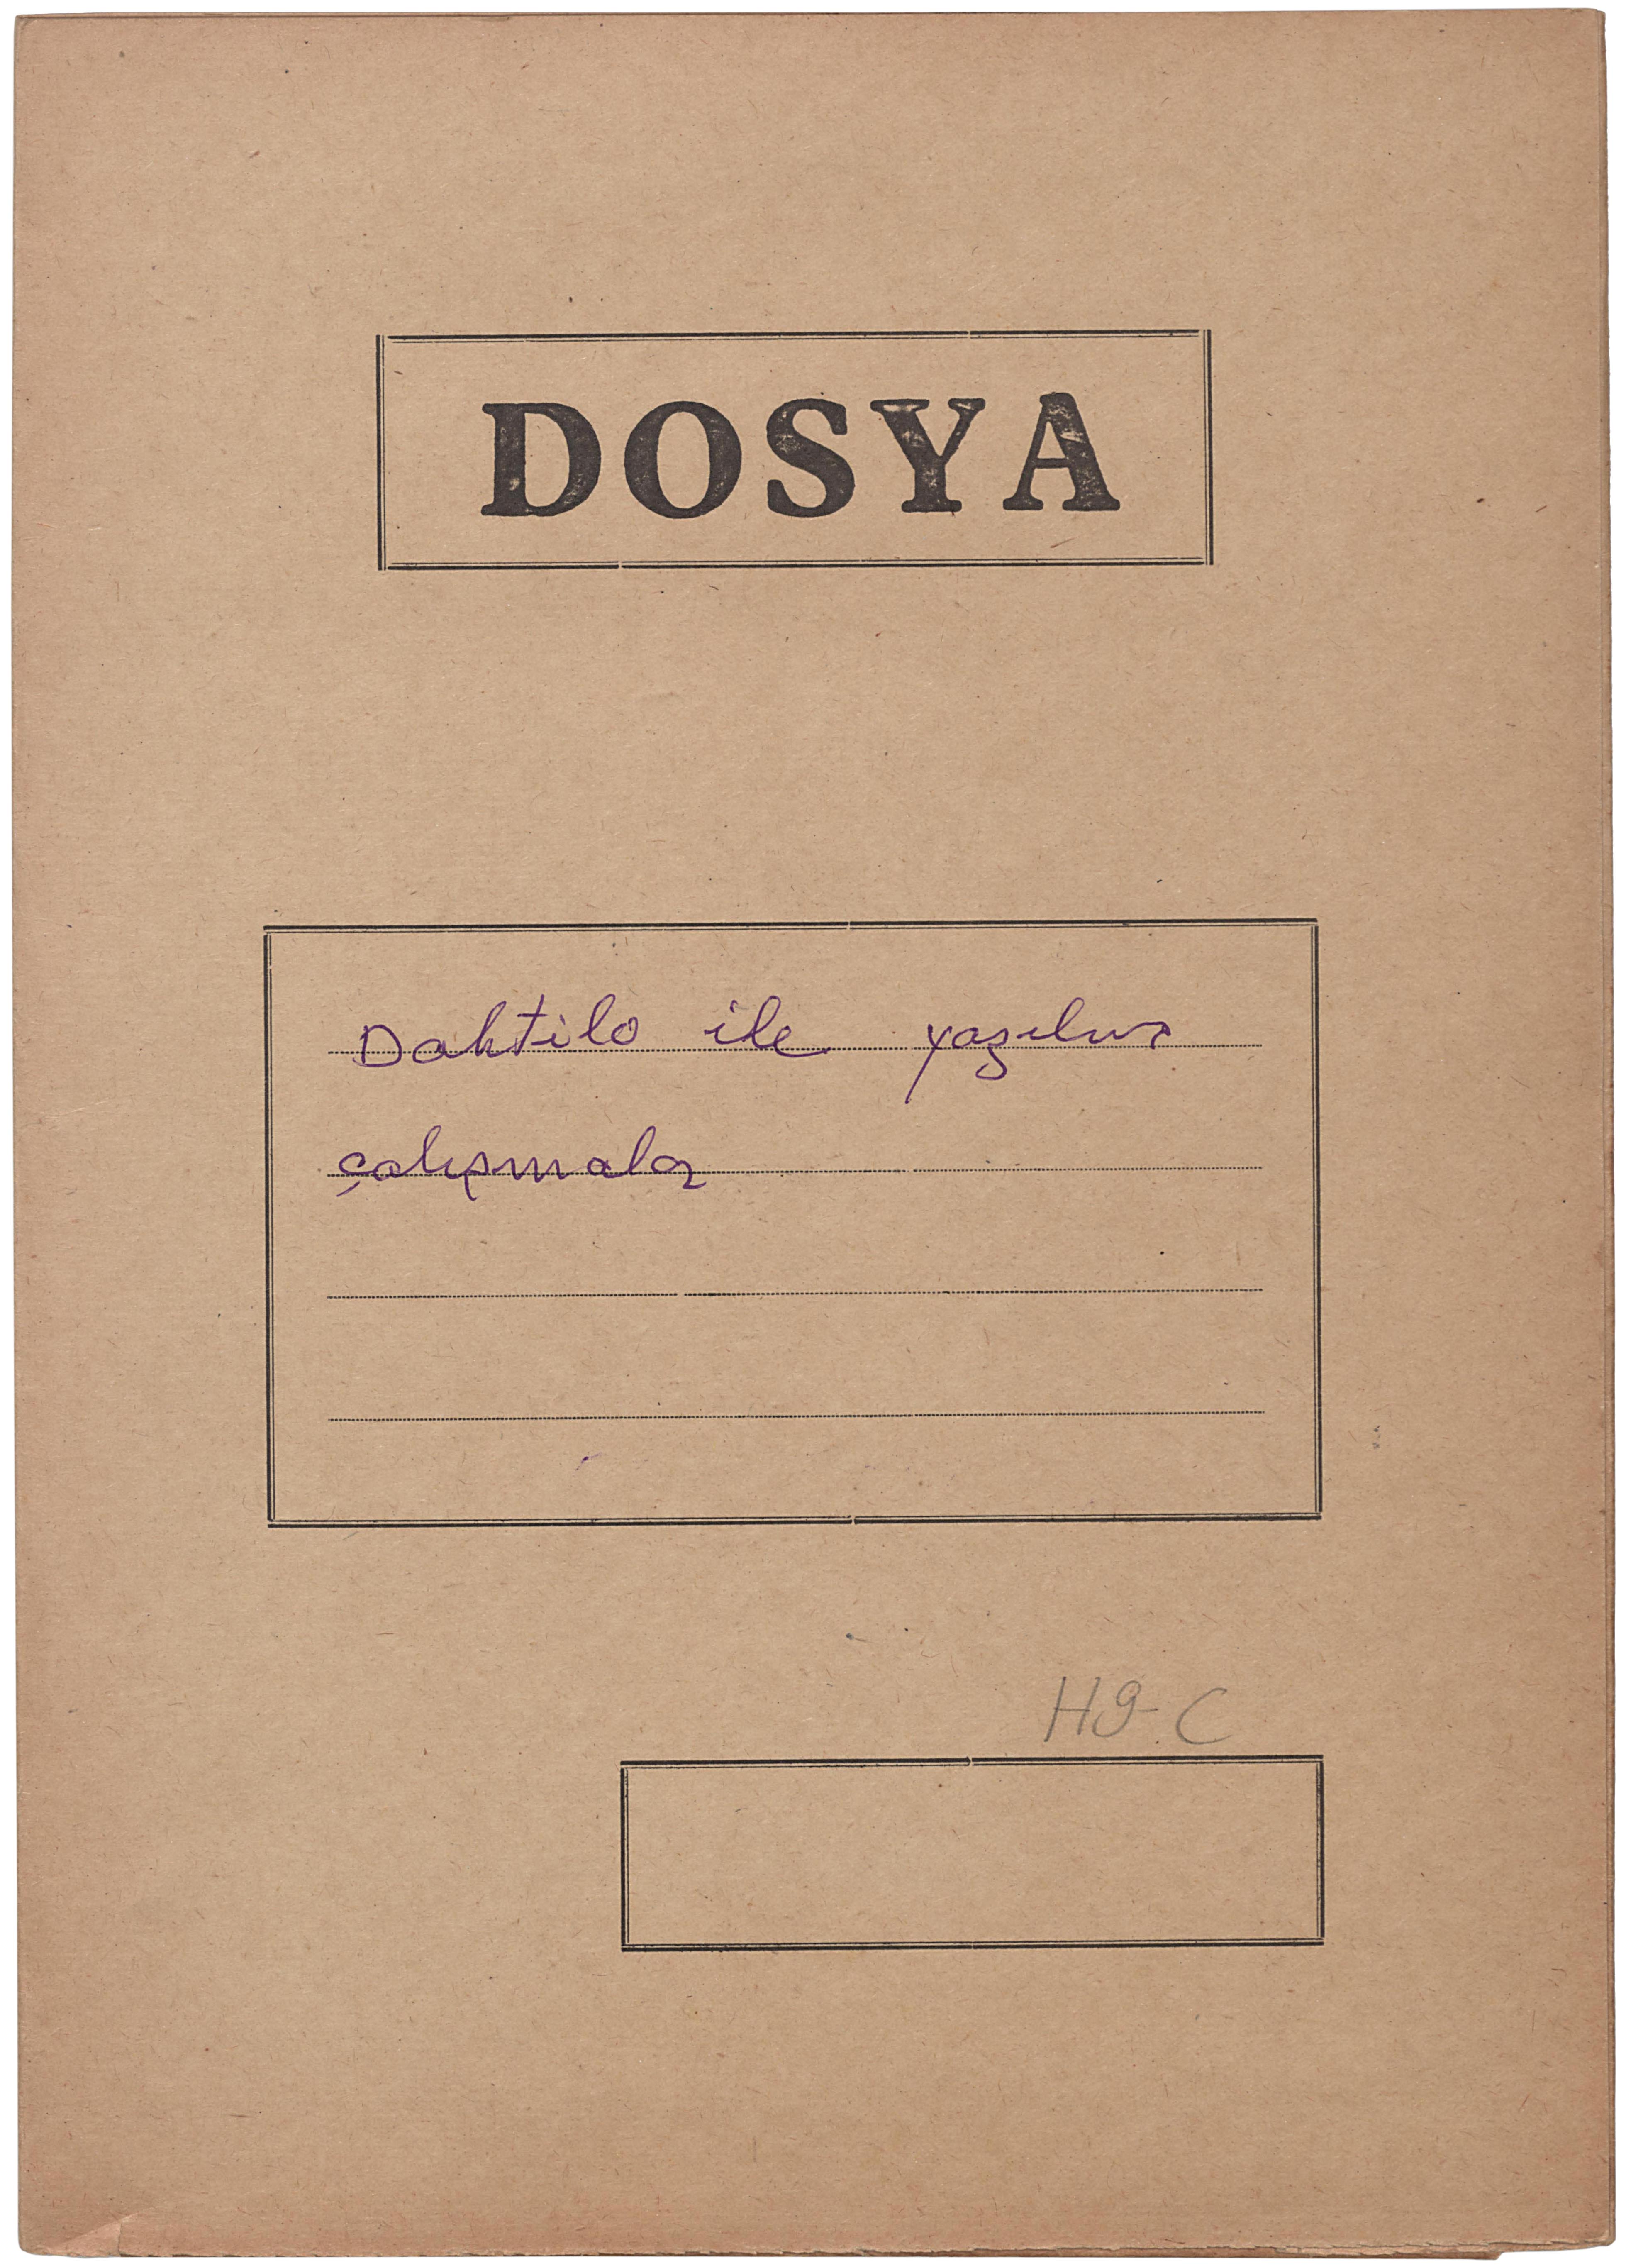 DOSYA
Daktilo ile yazılmış
çalışmalar
H9-C